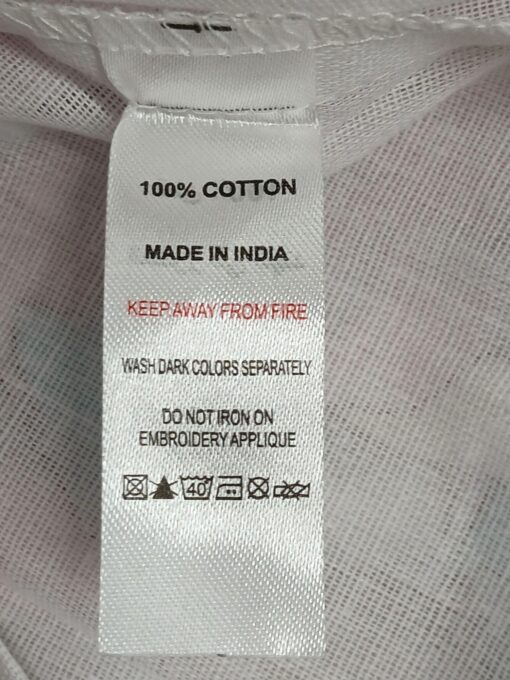 100% COTTON
MADE IN INDIA
KEEP AWAY FROM FIRE
WASH DARK COLORS SEPARATELY
DO NOT IRON ON
EMBROIDERY APPLIQUE
40